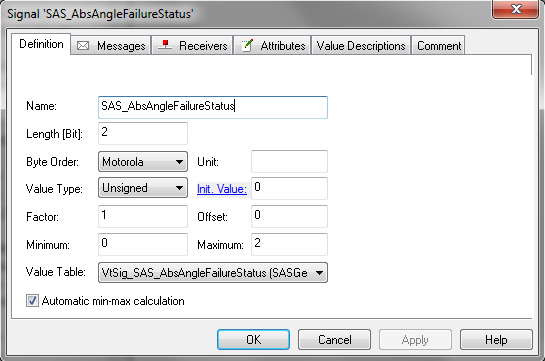 Signal 'SAS_AbsAngleFailureStatus'
Definition Messages Receivers Attributes Value Descriptions Comment
Name: SAS_AbsAngleFailureStatus
Length [Bit]: 2
Byte Order: Motorola Unit:
Value Type: Unsigned Init. Value: 0
Factor: 1 Offset: 0
Minimum: 0 Maximum: 2
Value Table: VtSig_SAS_AbsAngleFailureStatus (SASGe
Automatic min-max calculation
OK Cancel Apply Help